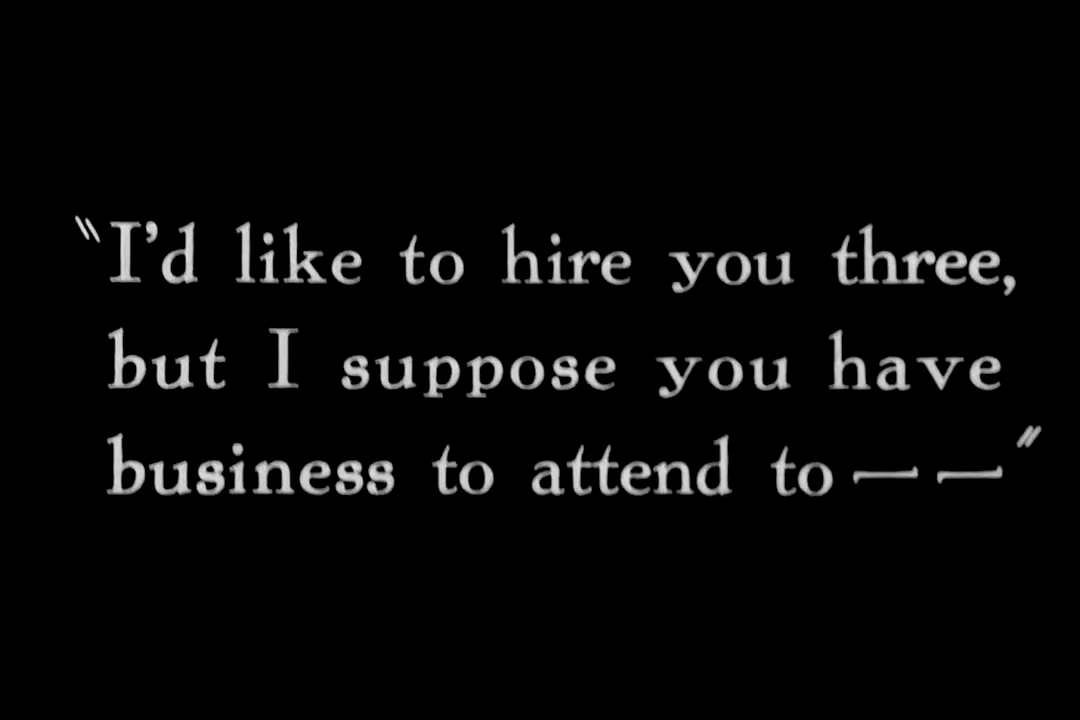 "I'd like to hire you three,
but I suppose you have
business to attend to — —"